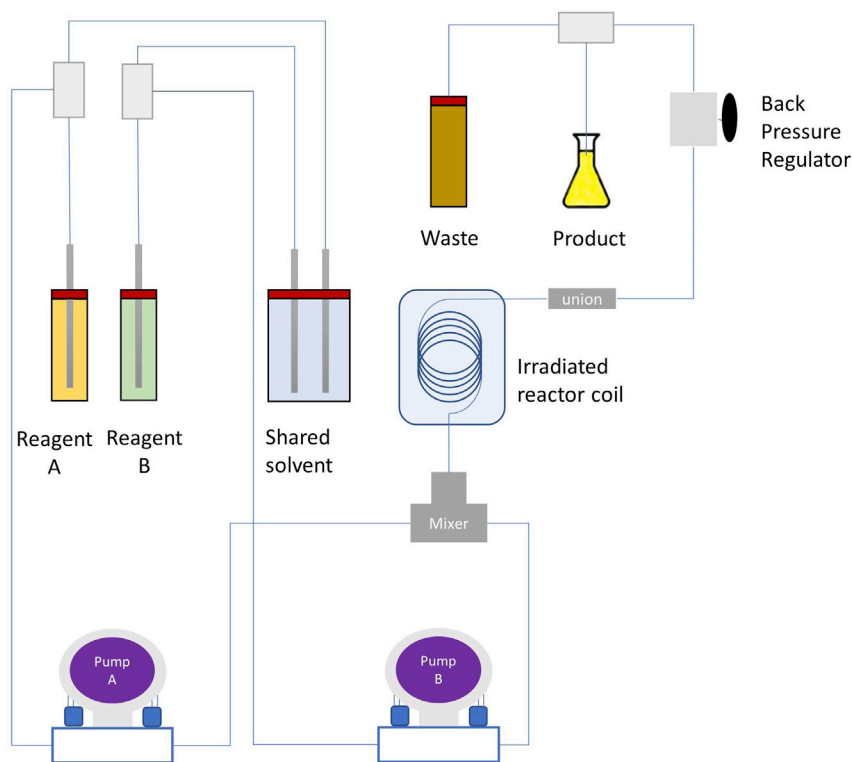 Back
Pressure
Regulator
Waste
Product
union
Irradiated
reactor coil
Reagent
A
Reagent
B
Shared
solvent
Mixer
Pump
A
Pump
B